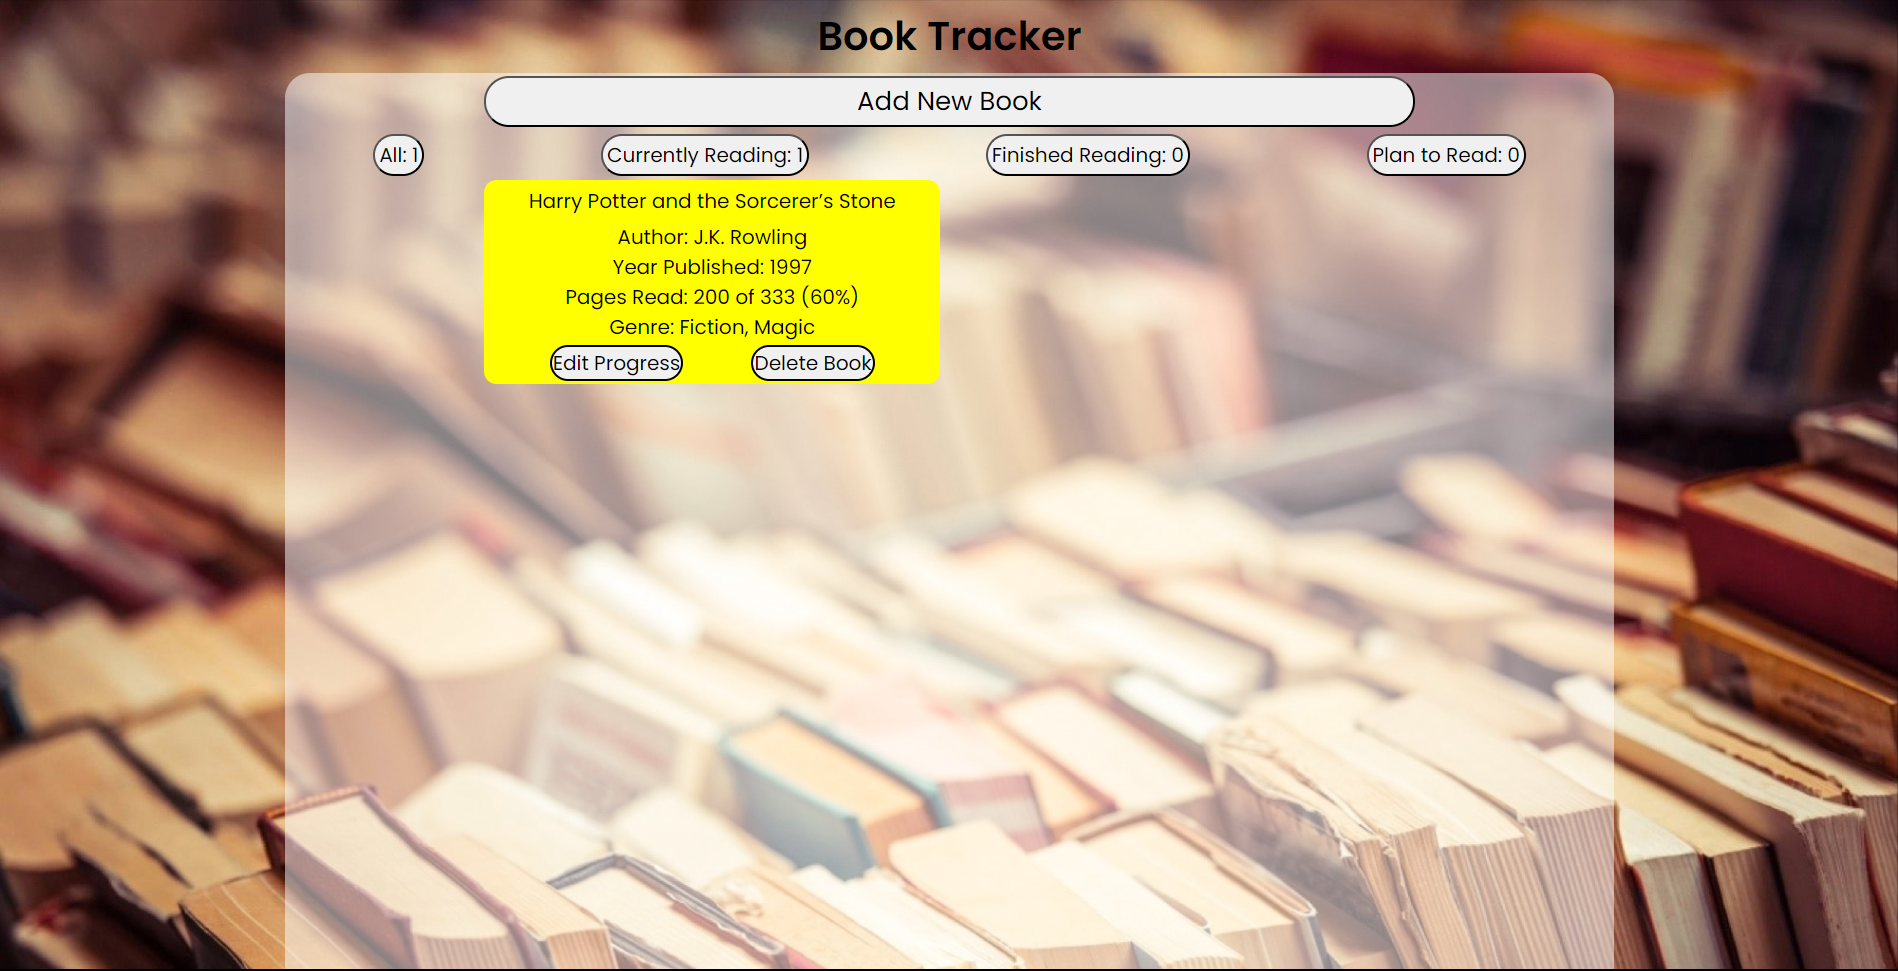 Book Tracker
Add New Book
All: 1
Currently Reading: 1
Finished Reading: 0
Plan to Read: 0
Harry Potter and the Sorcerer’s Stone
Author: J.K. Rowling
Year Published: 1997
Pages Read: 200 of 333 (60%)
Genre: Fiction, Magic
Edit Progress
Delete Book